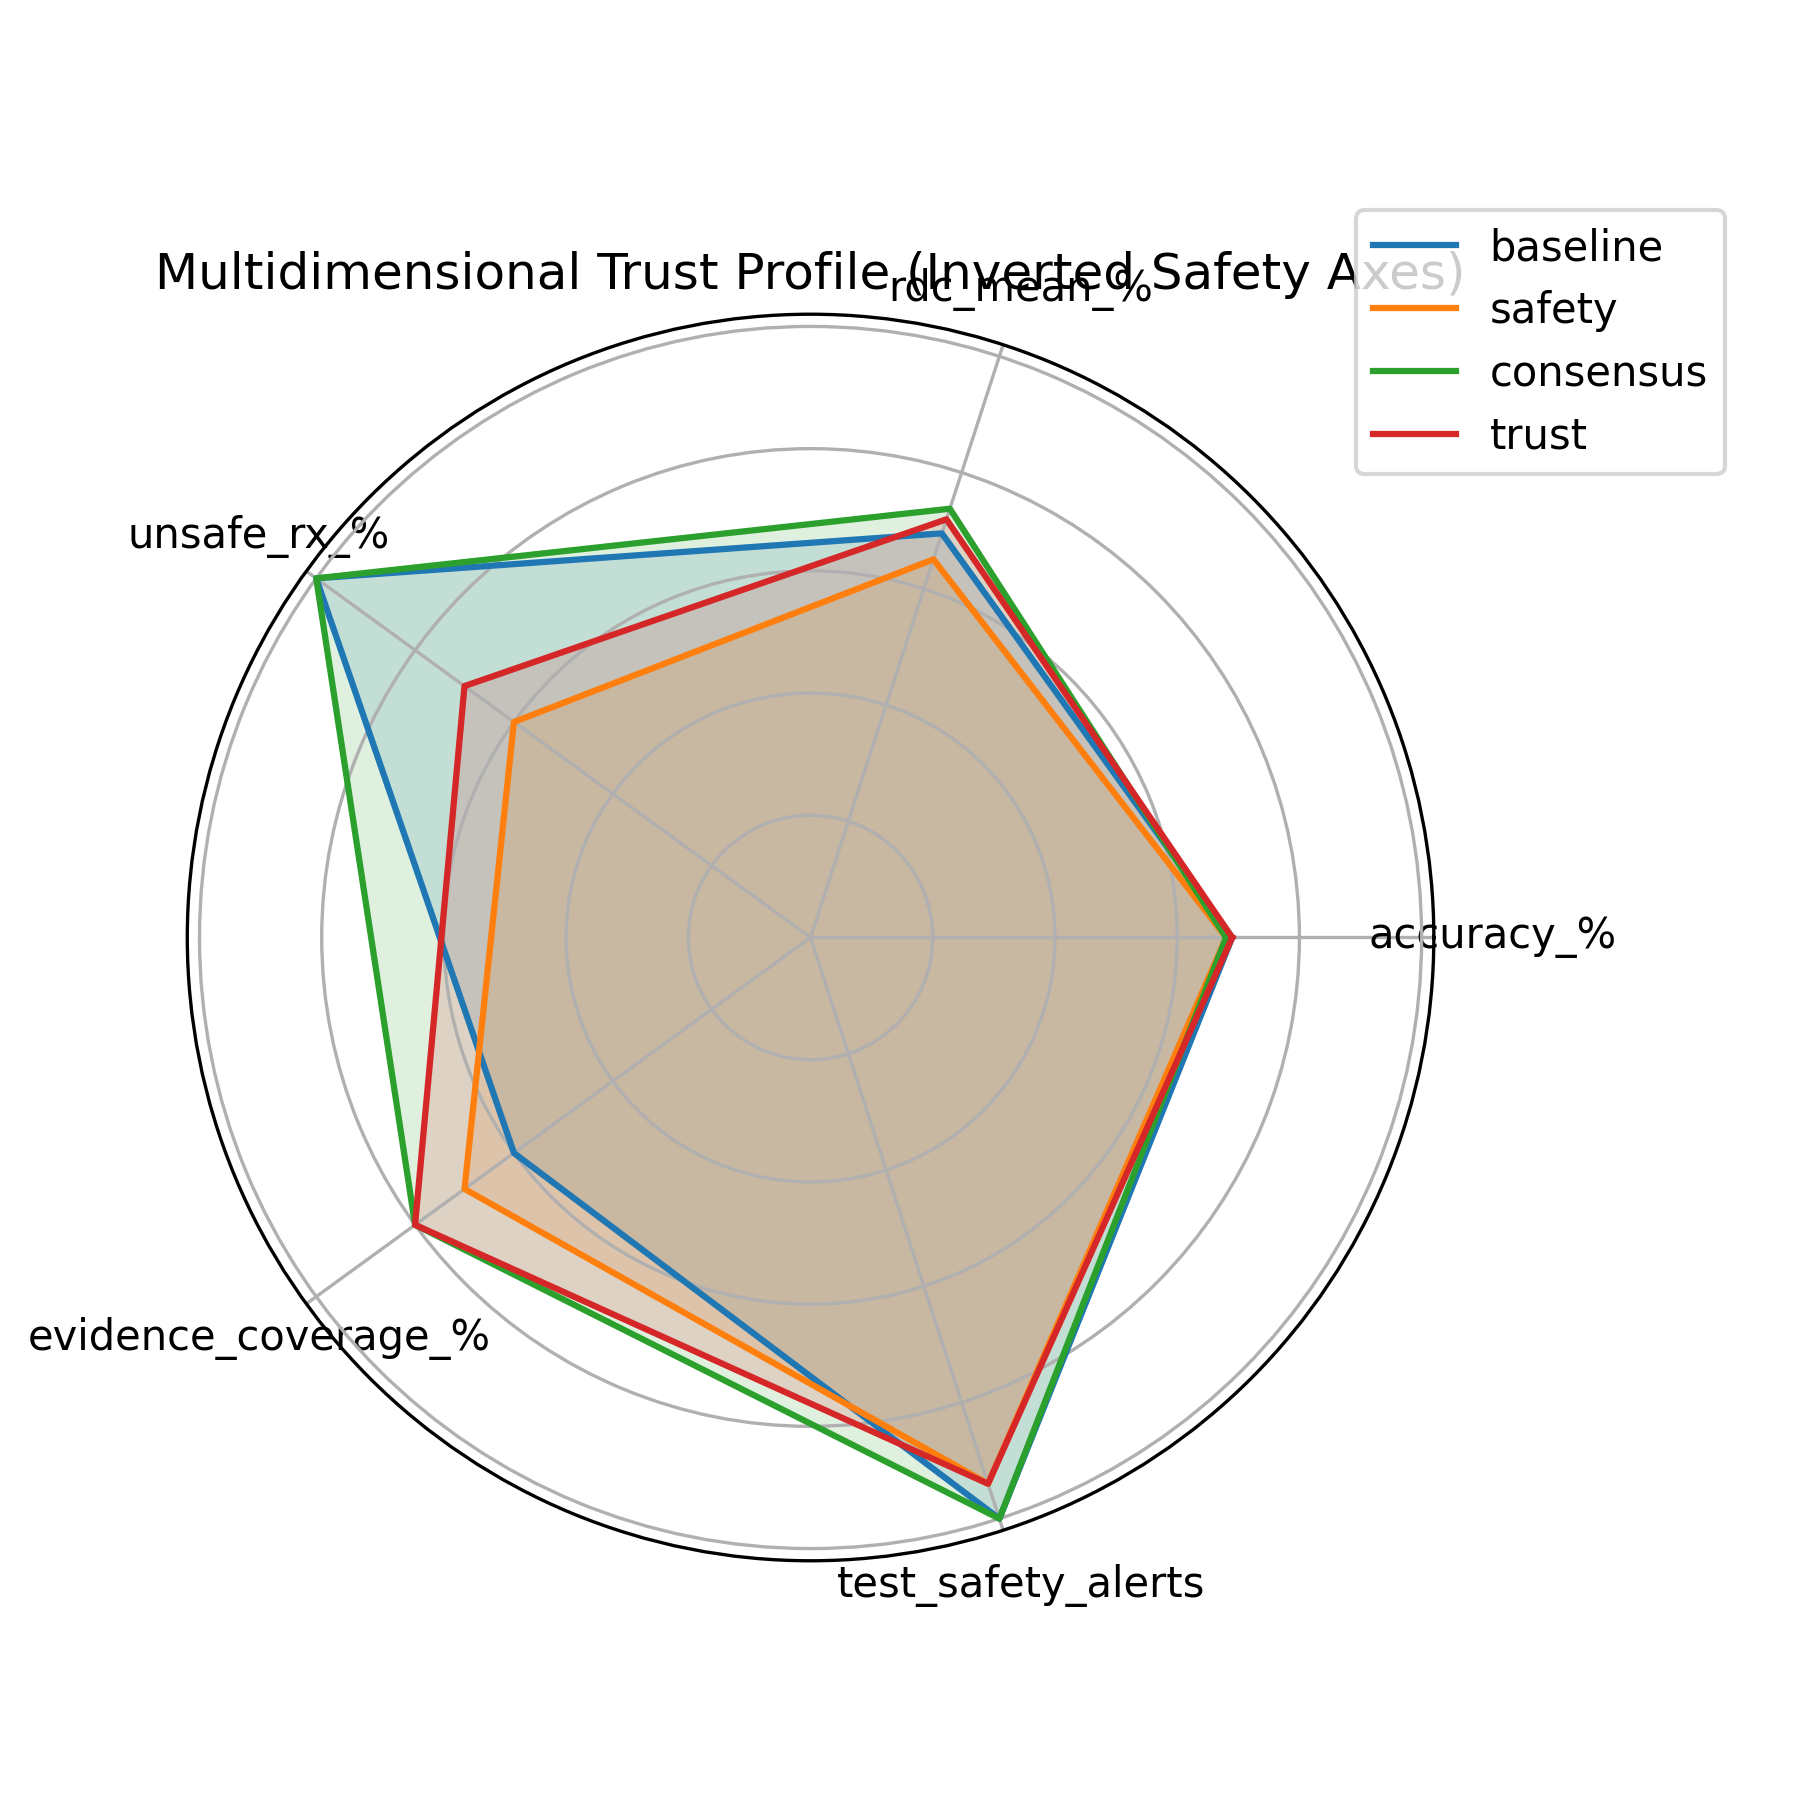 Multidimensional Trust Profile (Inverted Safety Axes)
baseline
safety
consensus
trust
rdc_mean_%
unsafe_rx_%
accuracy_%
evidence_coverage_%
test_safety_alerts